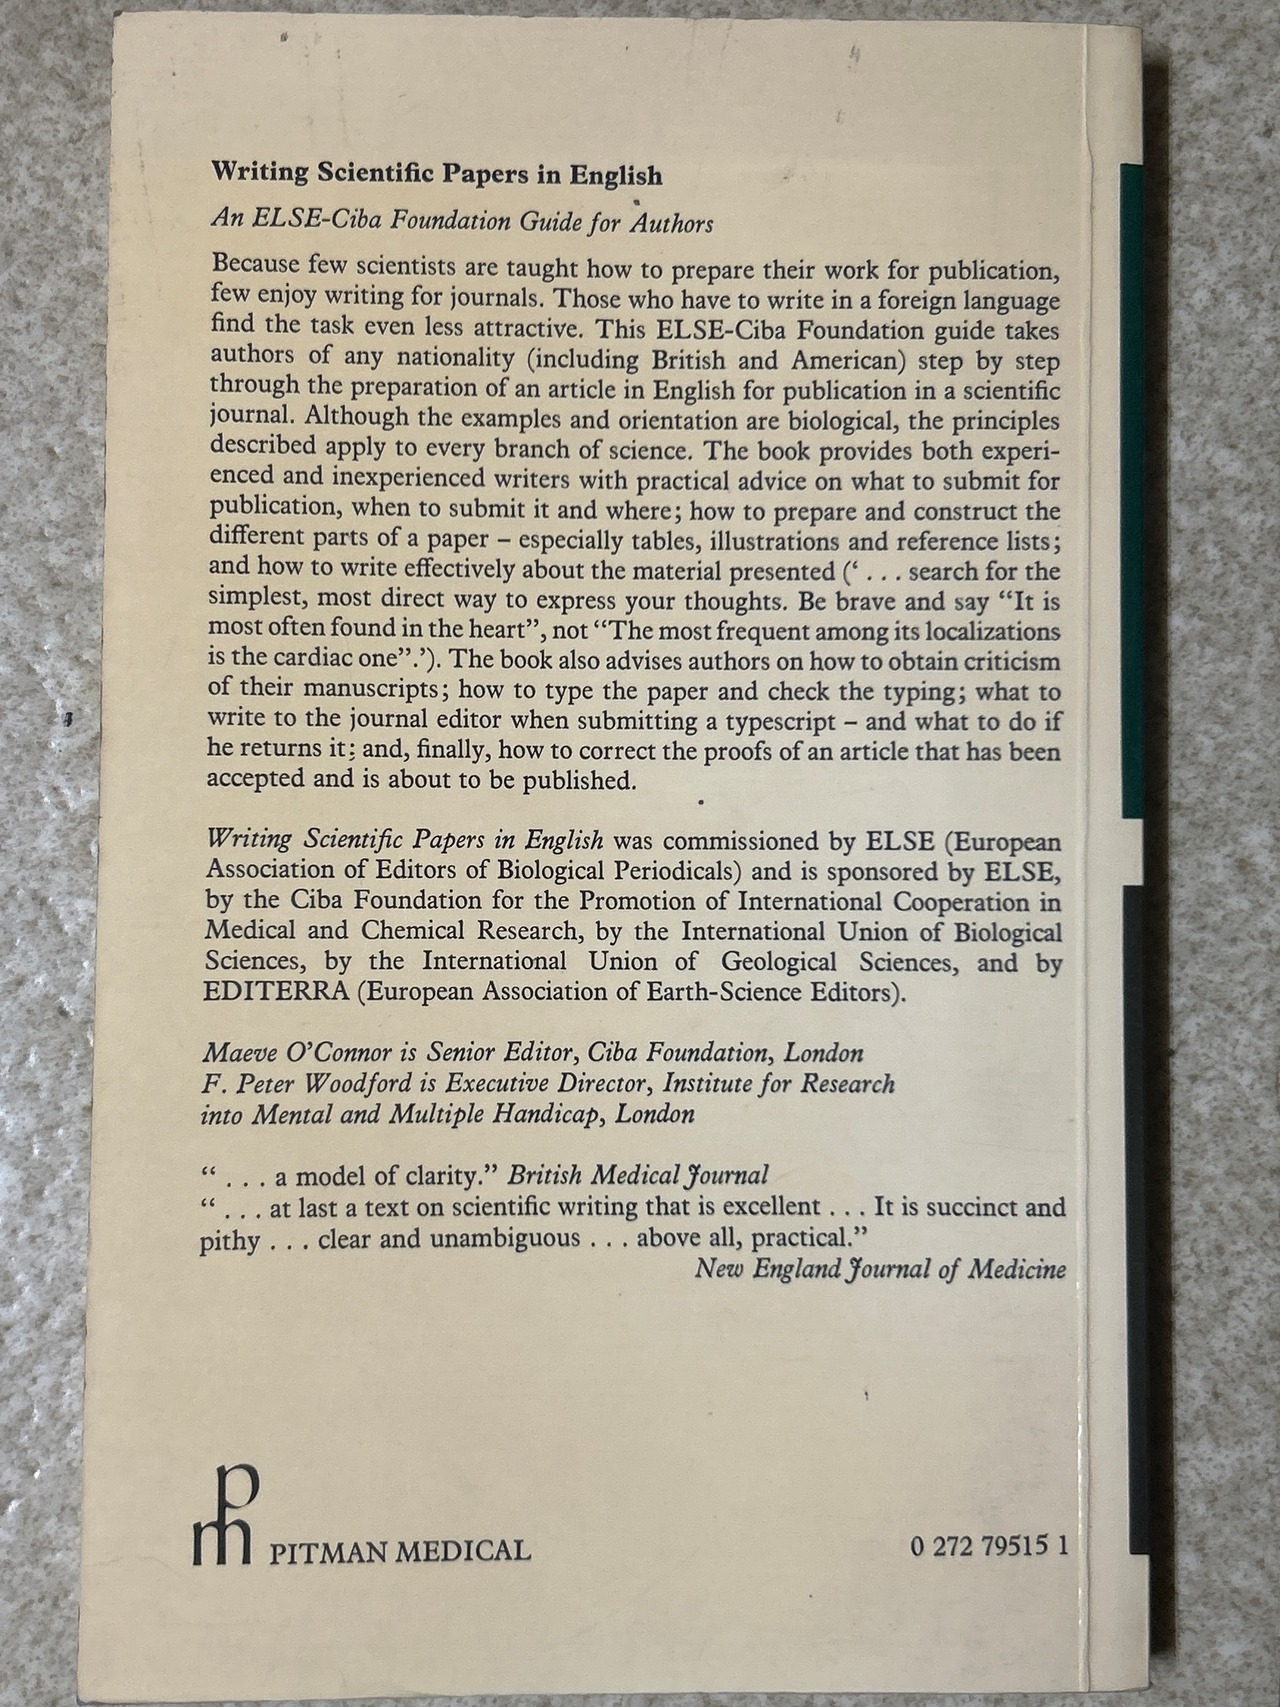 Writing Scientific Papers in English
An ELSE-Ciba Foundation Guide for Authors
Because few scientists are taught how to prepare their work for publication,
few enjoy writing for journals. Those who have to write in a foreign language
find the task even less attractive. This ELSE-Ciba Foundation guide takes
authors of any nationality (including British and American) step by step
through the preparation of an article in English for publication in a scientific
journal. Although the examples and orientation are biological, the principles
described apply to every branch of science. The book provides both experi-
enced and inexperienced writers with practical advice on what to submit for
publication, when to submit it and where; how to prepare and construct the
different parts of a paper – especially tables, illustrations and reference lists;
and how to write effectively about the material presented (‘ . . . search for the
simplest, most direct way to express your thoughts. Be brave and say “It is
most often found in the heart”, not “The most frequent among its localizations
is the cardiac one”.’). The book also advises authors on how to obtain criticism
of their manuscripts; how to type the paper and check the typing; what to
write to the journal editor when submitting a typescript – and what to do if
he returns it; and, finally, how to correct the proofs of an article that has been
accepted and is about to be published.
Writing Scientific Papers in English was commissioned by ELSE (European
Association of Editors of Biological Periodicals) and is sponsored by ELSE,
by the Ciba Foundation for the Promotion of International Cooperation in
Medical and Chemical Research, by the International Union of Biological
Sciences, by the International Union of Geological Sciences, and by
EDITERRA (European Association of Earth-Science Editors).
Maeve O’Connor is Senior Editor, Ciba Foundation, London
F. Peter Woodford is Executive Director, Institute for Research
into Mental and Multiple Handicap, London
“ . . . a model of clarity.” British Medical Journal
“ . . . at last a text on scientific writing that is excellent . . . It is succinct and
pithy . . . clear and unambiguous . . . above all, practical.”
New England Journal of Medicine
pm PITMAN MEDICAL
0 272 79515 1